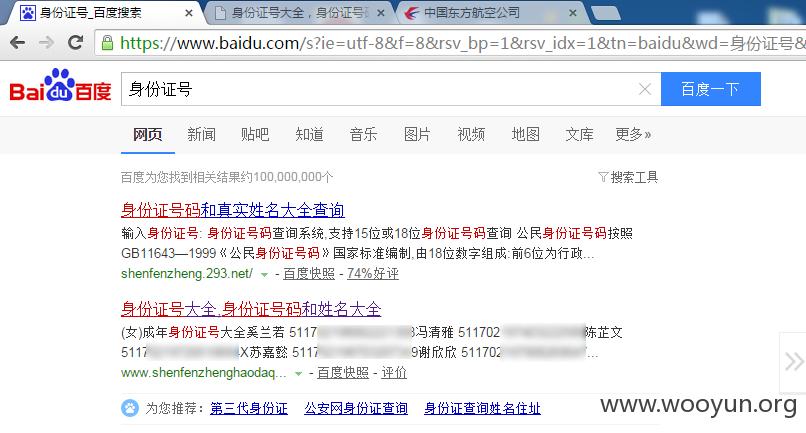 身份证号_百度搜索
身份证号大全，身份证号
中国东方航空公司
https://www.baidu.com/s?ie=utf-8&f=8&rsv_bp=1&rsv_idx=1&tn=baidu&wd=身份证号&
Bai du 百度
身份证号
百度一下
网页 新闻 贴吧 知道 音乐 图片 视频 地图 文库 更多»
百度为您找到相关结果约100,000,000个
搜索工具
身份证号码和真实姓名大全查询
输入身份证号: 身份证号码查询系统,支持15位或18位身份证号码查询 公民身份证号码按照
GB11643—1999《公民身份证号码》国家标准编制,由18位数字组成:前6位为行政...
shenfenzheng.293.net/ - 百度快照 - 74%好评
身份证号大全,身份证号码和姓名大全
(女)成年身份证号大全奚兰若 5117 冯清雅 511702 陈芷文
5117 X苏嘉懿 5117 9谢欣欣 511702 ...
www.shenfenzhenghaodaq... - 百度快照 - 评价
为您推荐: 第三代身份证 公安网身份证查询 身份证查询姓名住址
www.wooyun.org